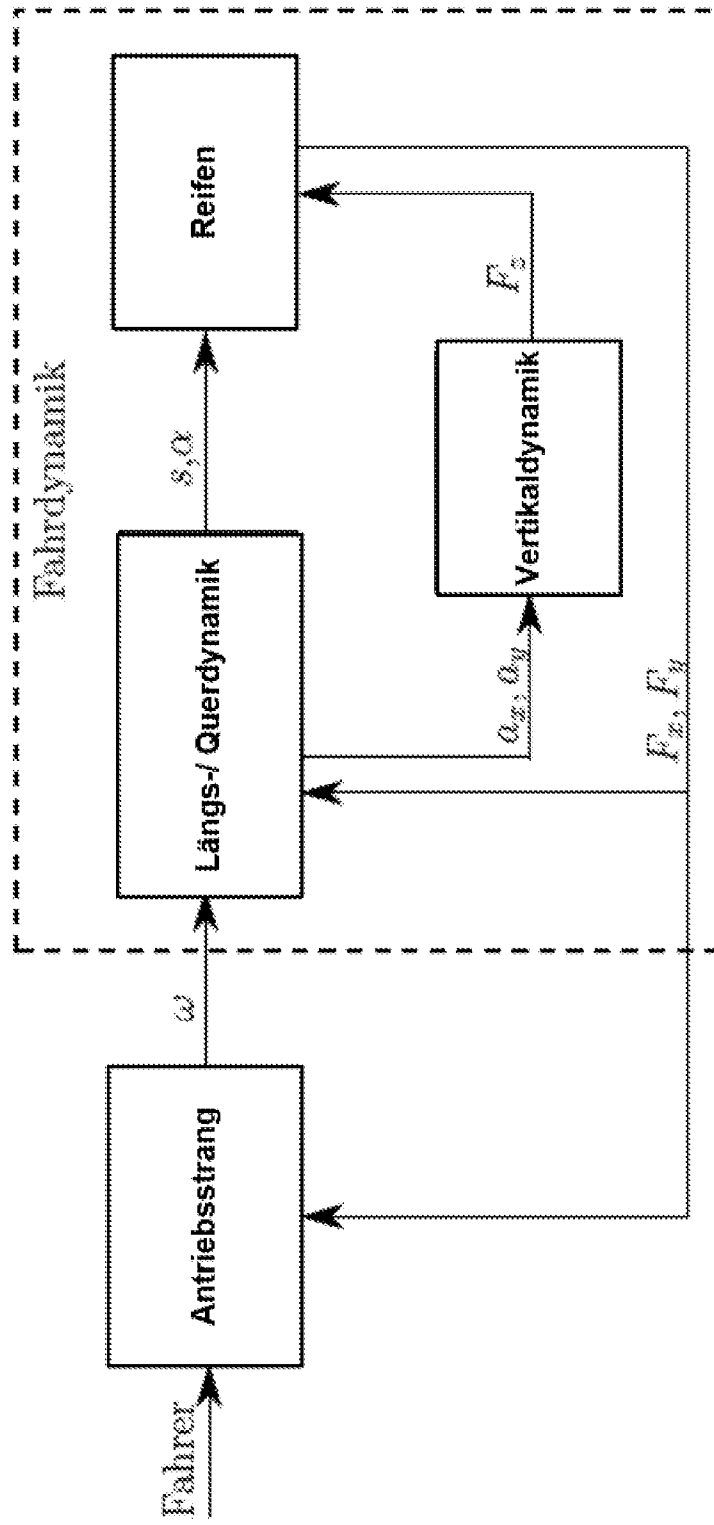 Fahrdynamik
Fahrer
Antriebsstrang
ω
Längs-/ Querdynamik
s,α
Reifen
a_x, a_y
Vertikaldynamik
F_z
F_x, F_y